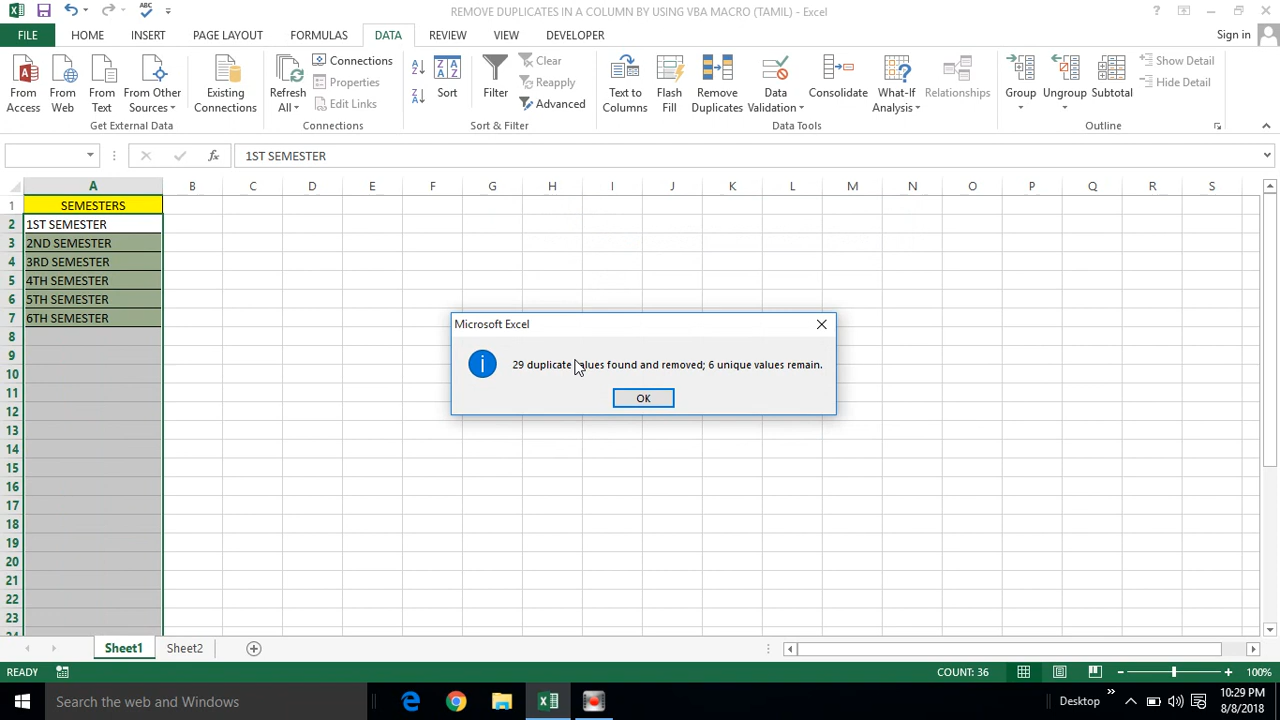 REMOVE DUPLICATES IN A COLUMN BY USING VBA MACRO (TAMIL) - Excel
FILE HOME INSERT PAGE LAYOUT FORMULAS DATA REVIEW VIEW DEVELOPER Sign in
From Access
From Web
From Text
From Other Sources
Get External Data
Existing Connections
Refresh All
Connections
Properties
Edit Links
Connections
Sort
Filter
Clear
Reapply
Advanced
Sort & Filter
Text to Columns
Flash Fill
Remove Duplicates
Data Validation
Consolidate
What-If Analysis
Relationships
Data Tools
Group
Ungroup
Subtotal
Show Detail
Hide Detail
Outline
1ST SEMESTER
A B C D E F G H I J K L M N O P Q R S
1 SEMESTERS
2 1ST SEMESTER
3 2ND SEMESTER
4 3RD SEMESTER
5 4TH SEMESTER
6 5TH SEMESTER
7 6TH SEMESTER
8
9
10
11
12
13
14
15
16
17
18
19
20
21
22
23
Microsoft Excel
29 duplicate values found and removed; 6 unique values remain.
OK
Sheet1 Sheet2
READY COUNT: 36 100%
Search the web and Windows
Desktop
10:29 PM
8/8/2018